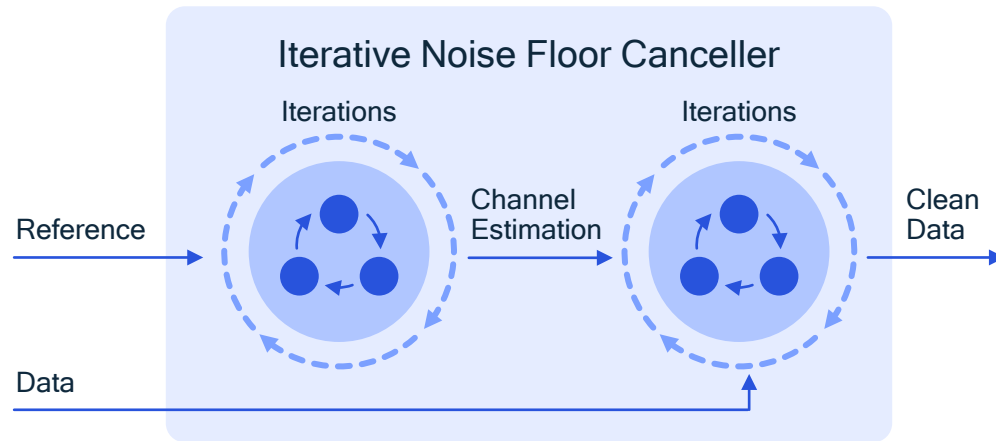 Iterative Noise Floor Canceller
Iterations
Iterations
Reference
Channel
Estimation
Clean
Data
Data